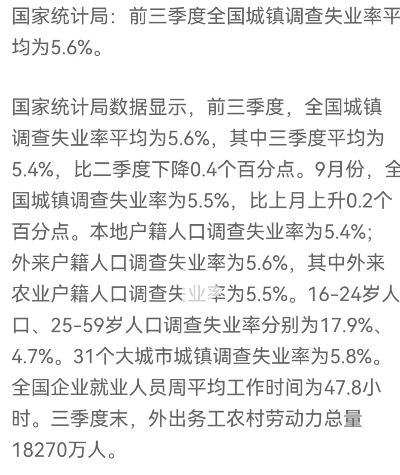 国家统计局：前三季度全国城镇调查失业率平
均为5.6%。
国家统计局数据显示，前三季度，全国城镇
调查失业率平均为5.6%，其中三季度平均为
5.4%，比二季度下降0.4个百分点。9月份，全
国城镇调查失业率为5.5%，比上月上升0.2个
百分点。本地户籍人口调查失业率为5.4%；
外来户籍人口调查失业率为5.6%，其中外来
农业户籍人口调查失业率为5.5%。16-24岁人
口、25-59岁人口调查失业率分别为17.9%、
4.7%。31个大城市城镇调查失业率为5.8%。
全国企业就业人员周平均工作时间为47.8小
时。三季度末，外出务工农村劳动力总量
18270万人。